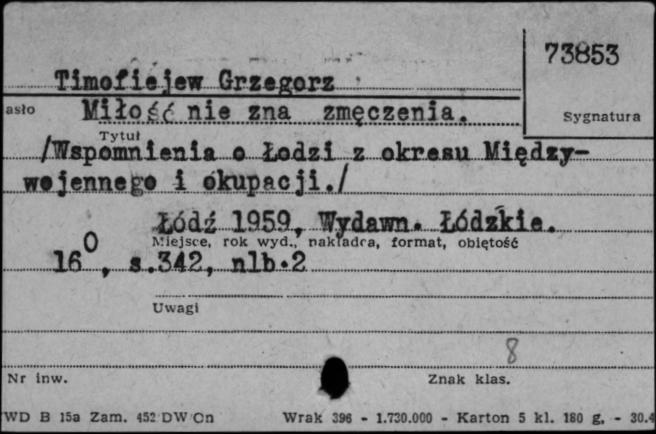 73853
Timofiejew Grzegorz
asło Miłość nie zna zmęczenia. Sygnatura
Tytuł
/Wspomnienia o Łodzi z okresu Między-
wojennego i okupacji./
Łódź 1959, Wydawn. Łódzkie.
Miejsce, rok wyd., nakładca, format, objętość
16⁰, s.342, nlb.2
Uwagi
8
Nr inw. Znak klas.
WD B 15a Zam. 452 DW Cn Wrak 396 - 1.730.000 - Karton 5 kl. 180 g. - 30.4